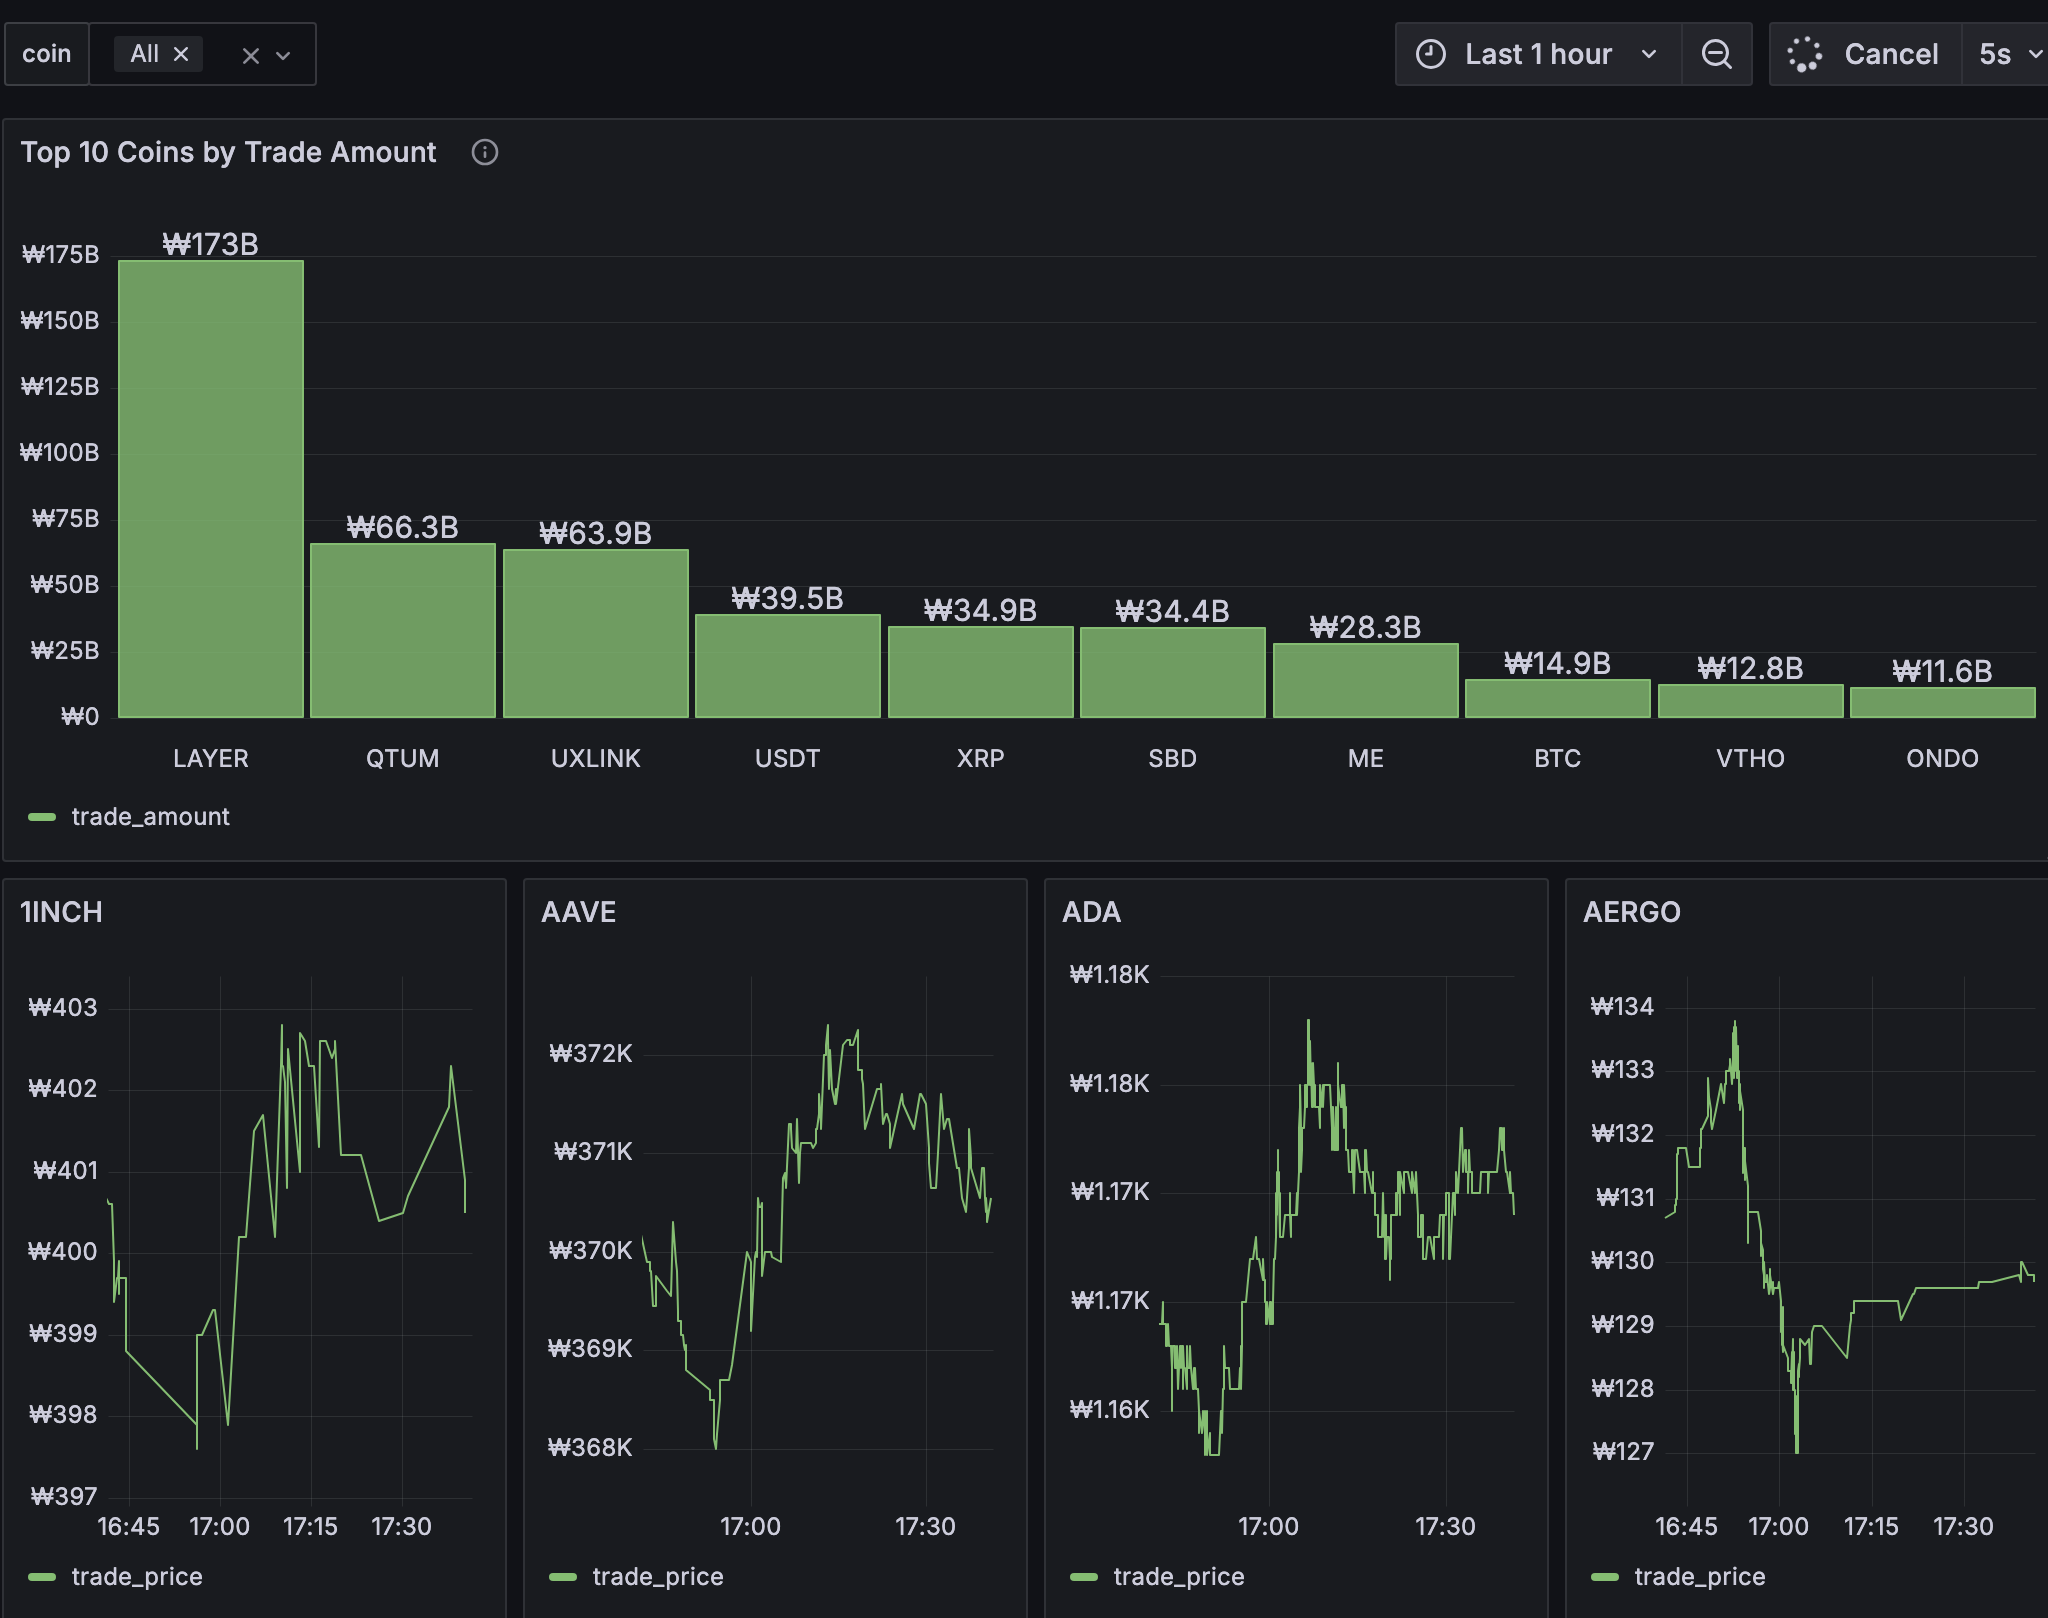 coin All Last 1 hour Cancel 5s
Top 10 Coins by Trade Amount
₩175B
₩150B
₩125B
₩100B
₩75B
₩50B
₩25B
₩0
₩173B
₩66.3B
₩63.9B
₩39.5B
₩34.9B
₩34.4B
₩28.3B
₩14.9B
₩12.8B
₩11.6B
LAYER QTUM UXLINK USDT XRP SBD ME BTC VTHO ONDO
trade_amount
1INCH
₩403
₩402
₩401
₩400
₩399
₩398
₩397
16:45 17:00 17:15 17:30
trade_price
AAVE
₩372K
₩371K
₩370K
₩369K
₩368K
17:00 17:30
trade_price
ADA
₩1.18K
₩1.18K
₩1.17K
₩1.17K
₩1.16K
17:00 17:30
trade_price
AERGO
₩134
₩133
₩132
₩131
₩130
₩129
₩128
₩127
16:45 17:00 17:15 17:30
trade_price